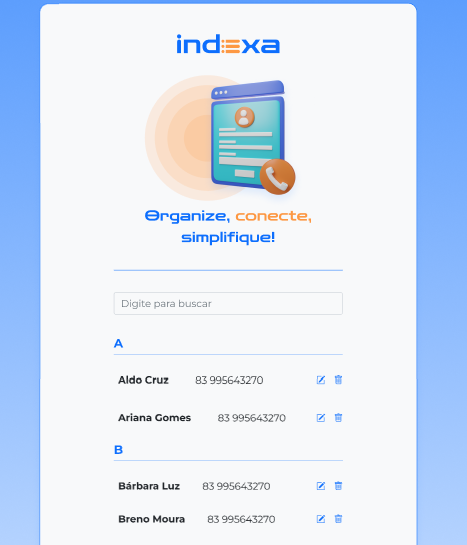 indexa
Organize, conecte,
simplifique!
Digite para buscar
A
Aldo Cruz 83 995643270
Ariana Gomes 83 995643270
B
Bárbara Luz 83 995643270
Breno Moura 83 995643270